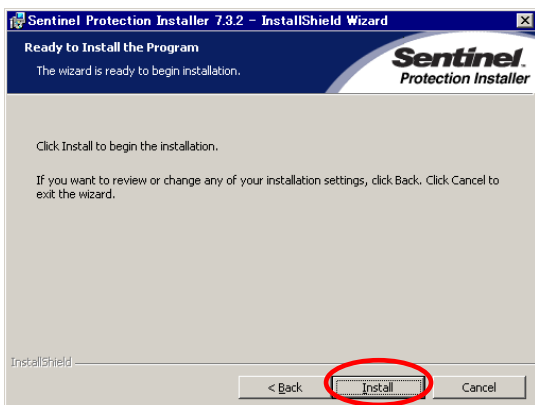 Sentinel Protection Installer 7.3.2 - InstallShield Wizard
Ready to Install the Program
The wizard is ready to begin installation.
Sentinel.
Protection Installer
Click Install to begin the installation.
If you want to review or change any of your installation settings, click Back. Click Cancel to
exit the wizard.
InstallShield
< Back
Install
Cancel